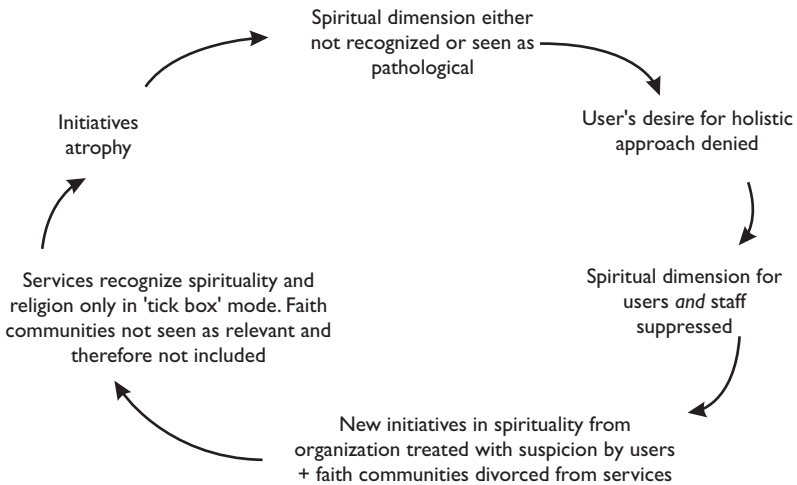 Spiritual dimension either
not recognized or seen as
pathological
User's desire for holistic
approach denied
Spiritual dimension for
users and staff
suppressed
New initiatives in spirituality from
organization treated with suspicion by users
+ faith communities divorced from services
Services recognize spirituality and
religion only in 'tick box' mode. Faith
communities not seen as relevant and
therefore not included
Initiatives
atrophy